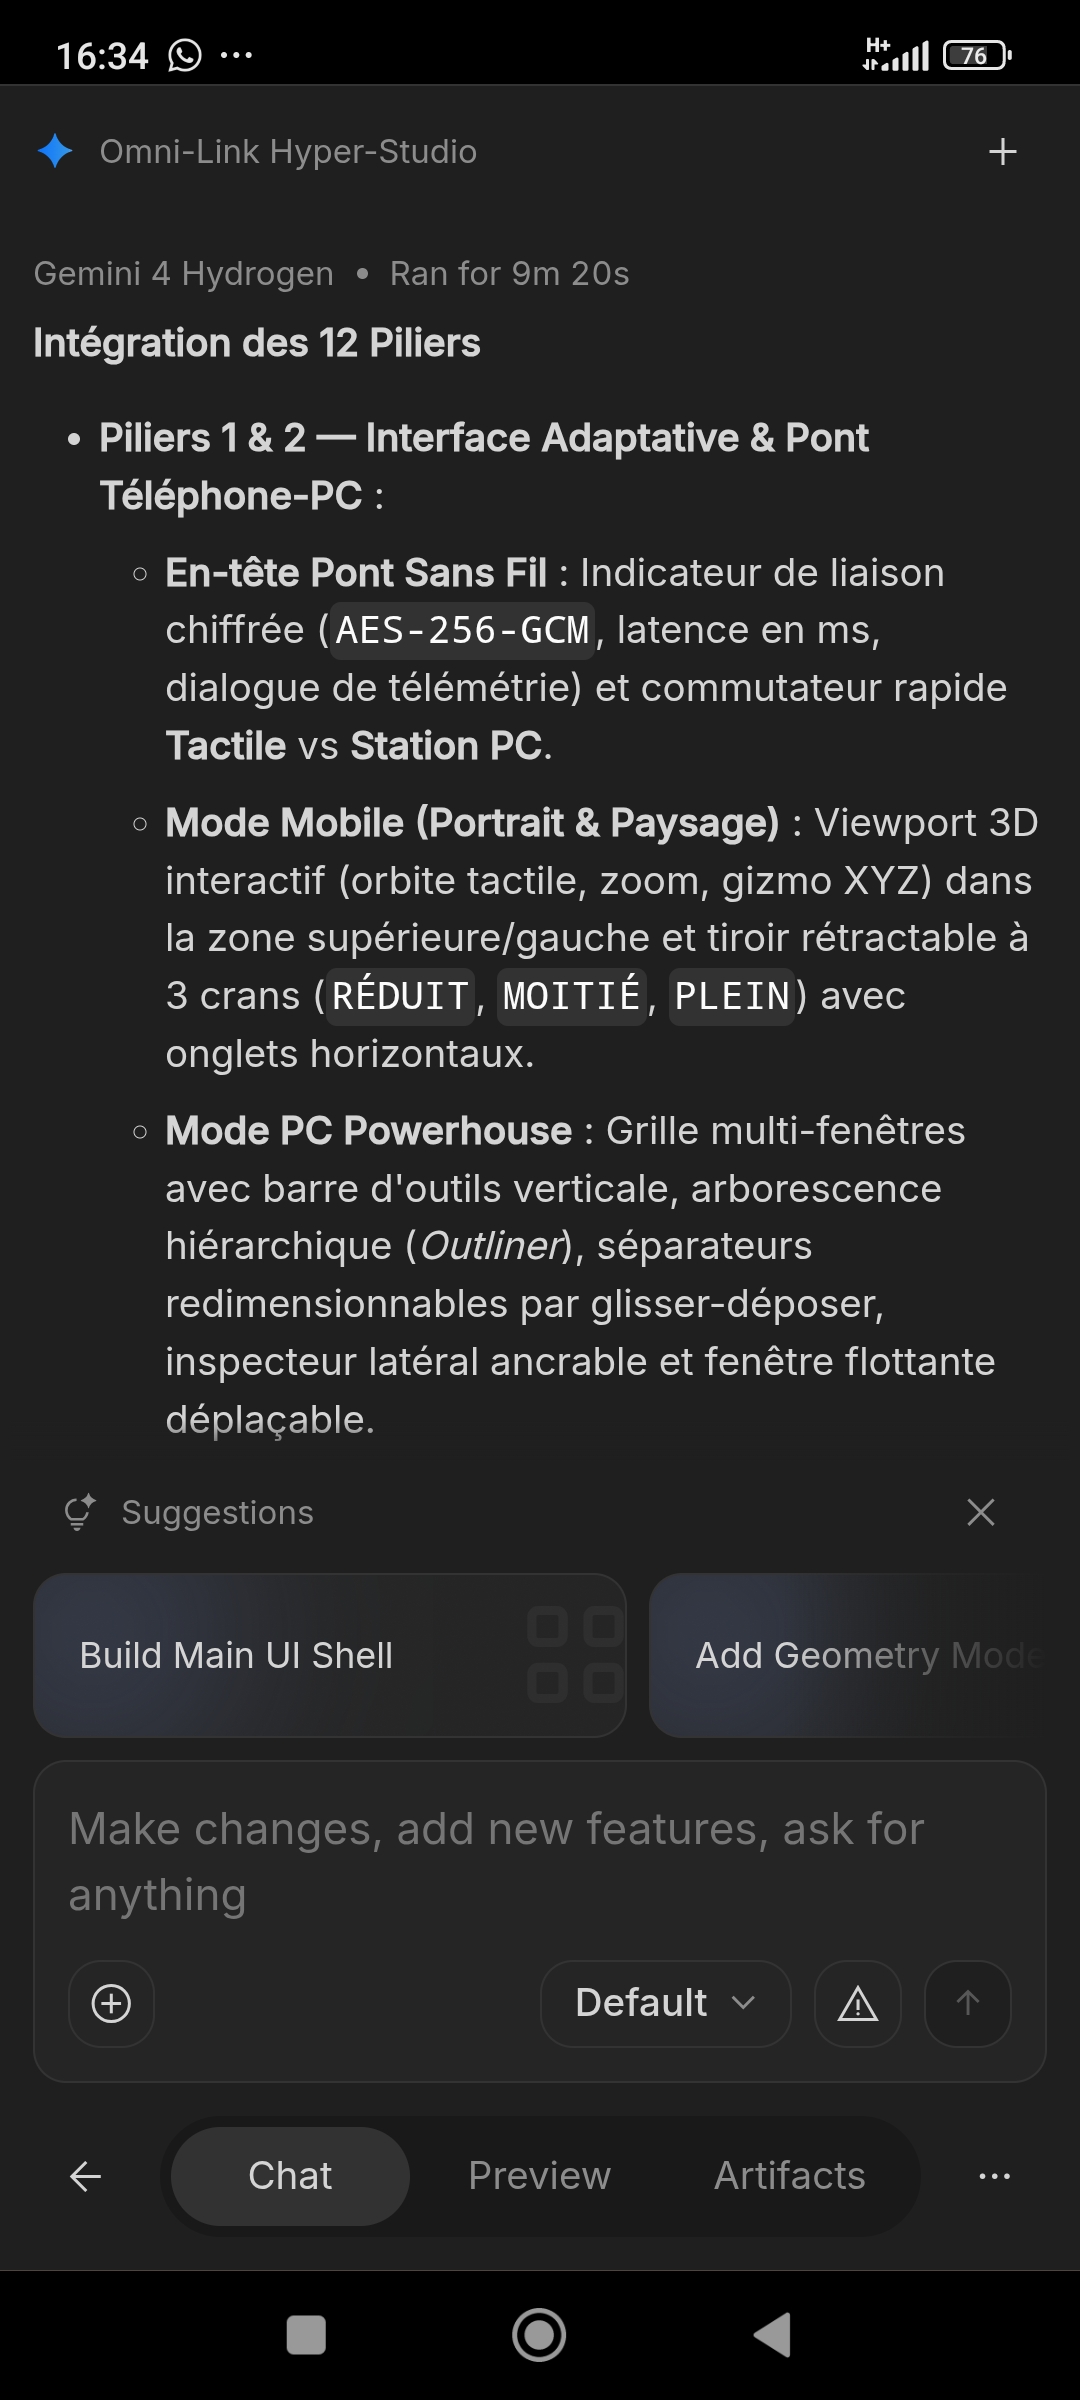 16:34
H+
76
Omni-Link Hyper-Studio
Gemini 4 Hydrogen • Ran for 9m 20s
Intégration des 12 Piliers
• Piliers 1 & 2 — Interface Adaptative & Pont
Téléphone-PC :
◦ En-tête Pont Sans Fil : Indicateur de liaison
chiffrée (AES-256-GCM, latence en ms,
dialogue de télémétrie) et commutateur rapide
Tactile vs Station PC.
◦ Mode Mobile (Portrait & Paysage) : Viewport 3D
interactif (orbite tactile, zoom, gizmo XYZ) dans
la zone supérieure/gauche et tiroir rétractable à
3 crans (RÉDUIT, MOITIÉ, PLEIN) avec
onglets horizontaux.
◦ Mode PC Powerhouse : Grille multi-fenêtres
avec barre d'outils verticale, arborescence
hiérarchique (Outliner), séparateurs
redimensionnables par glisser-déposer,
inspecteur latéral ancrable et fenêtre flottante
déplaçable.
Suggestions
Build Main UI Shell
Add Geometry Mode
Make changes, add new features, ask for
anything
Default
Chat
Preview
Artifacts